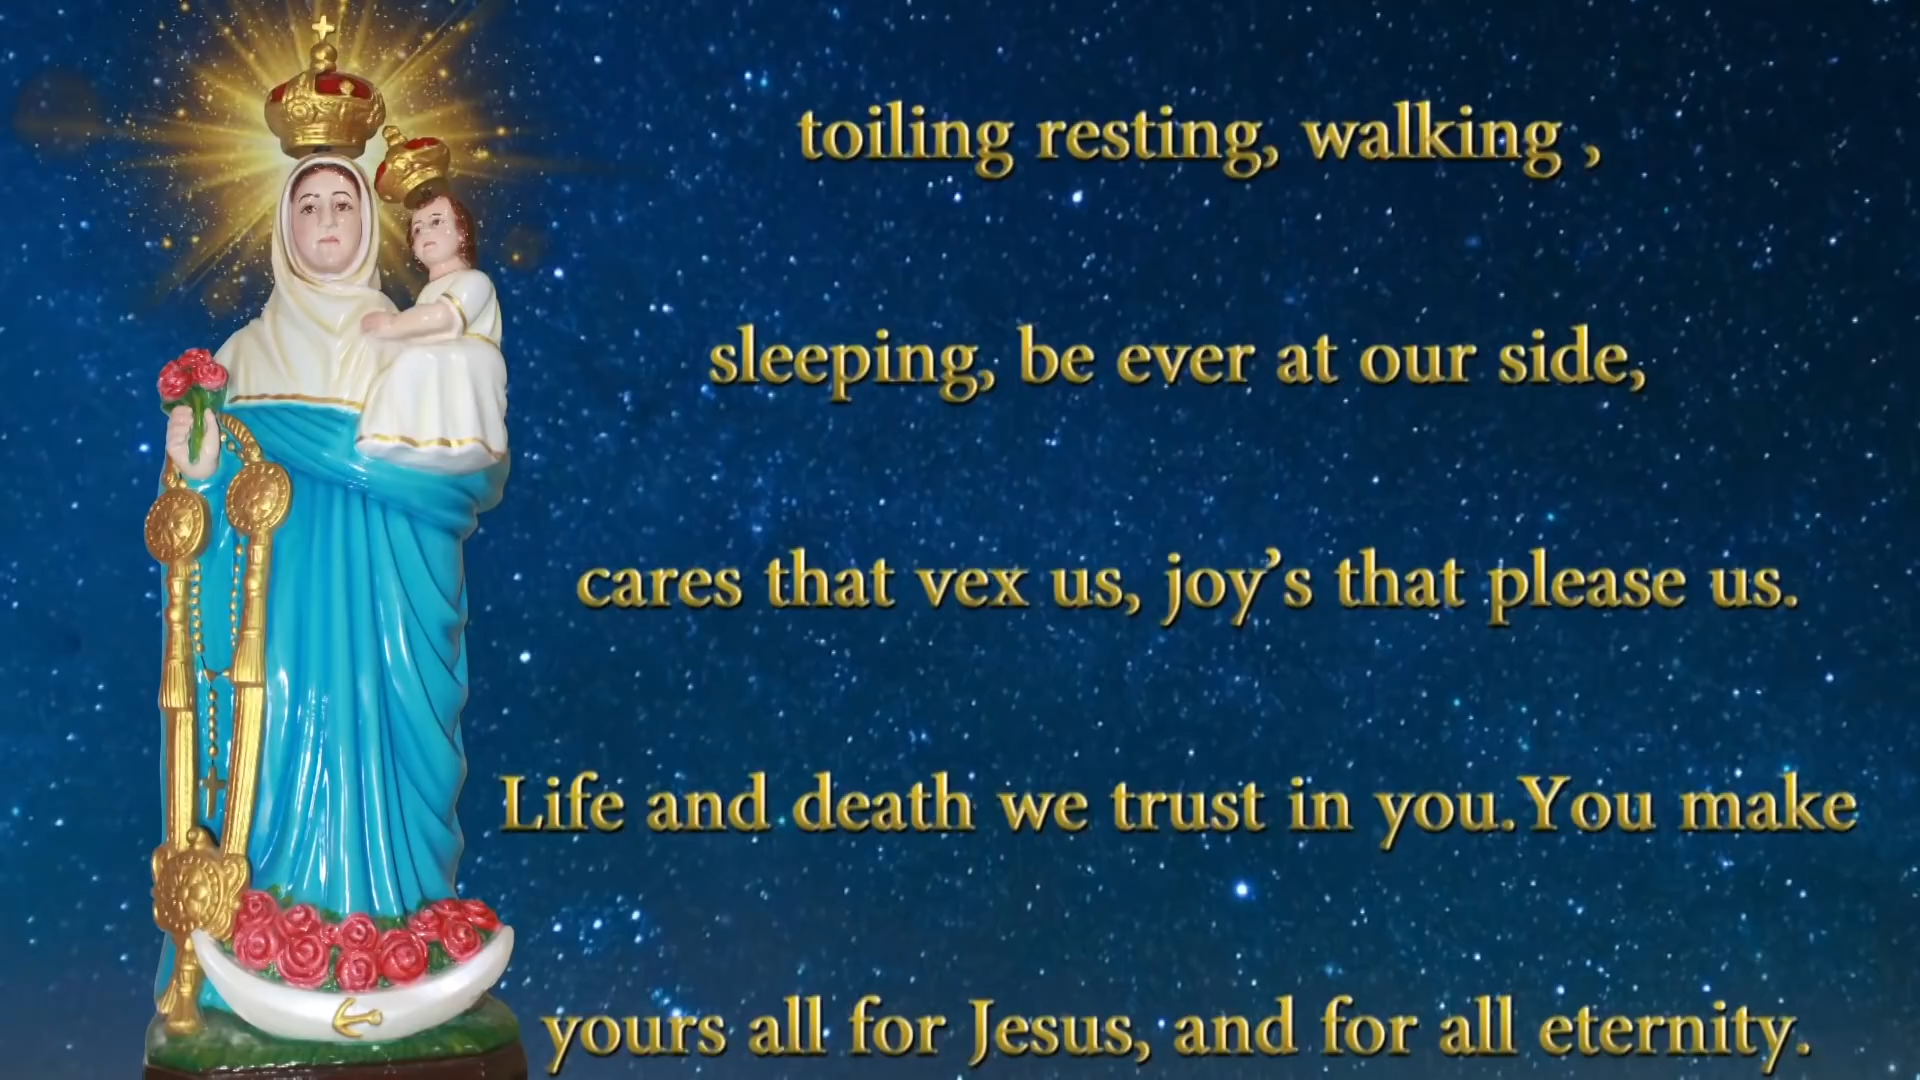 toiling resting, walking ,
sleeping, be ever at our side,
cares that vex us, joy's that please us.
Life and death we trust in you.You make
yours all for Jesus, and for all eternity.